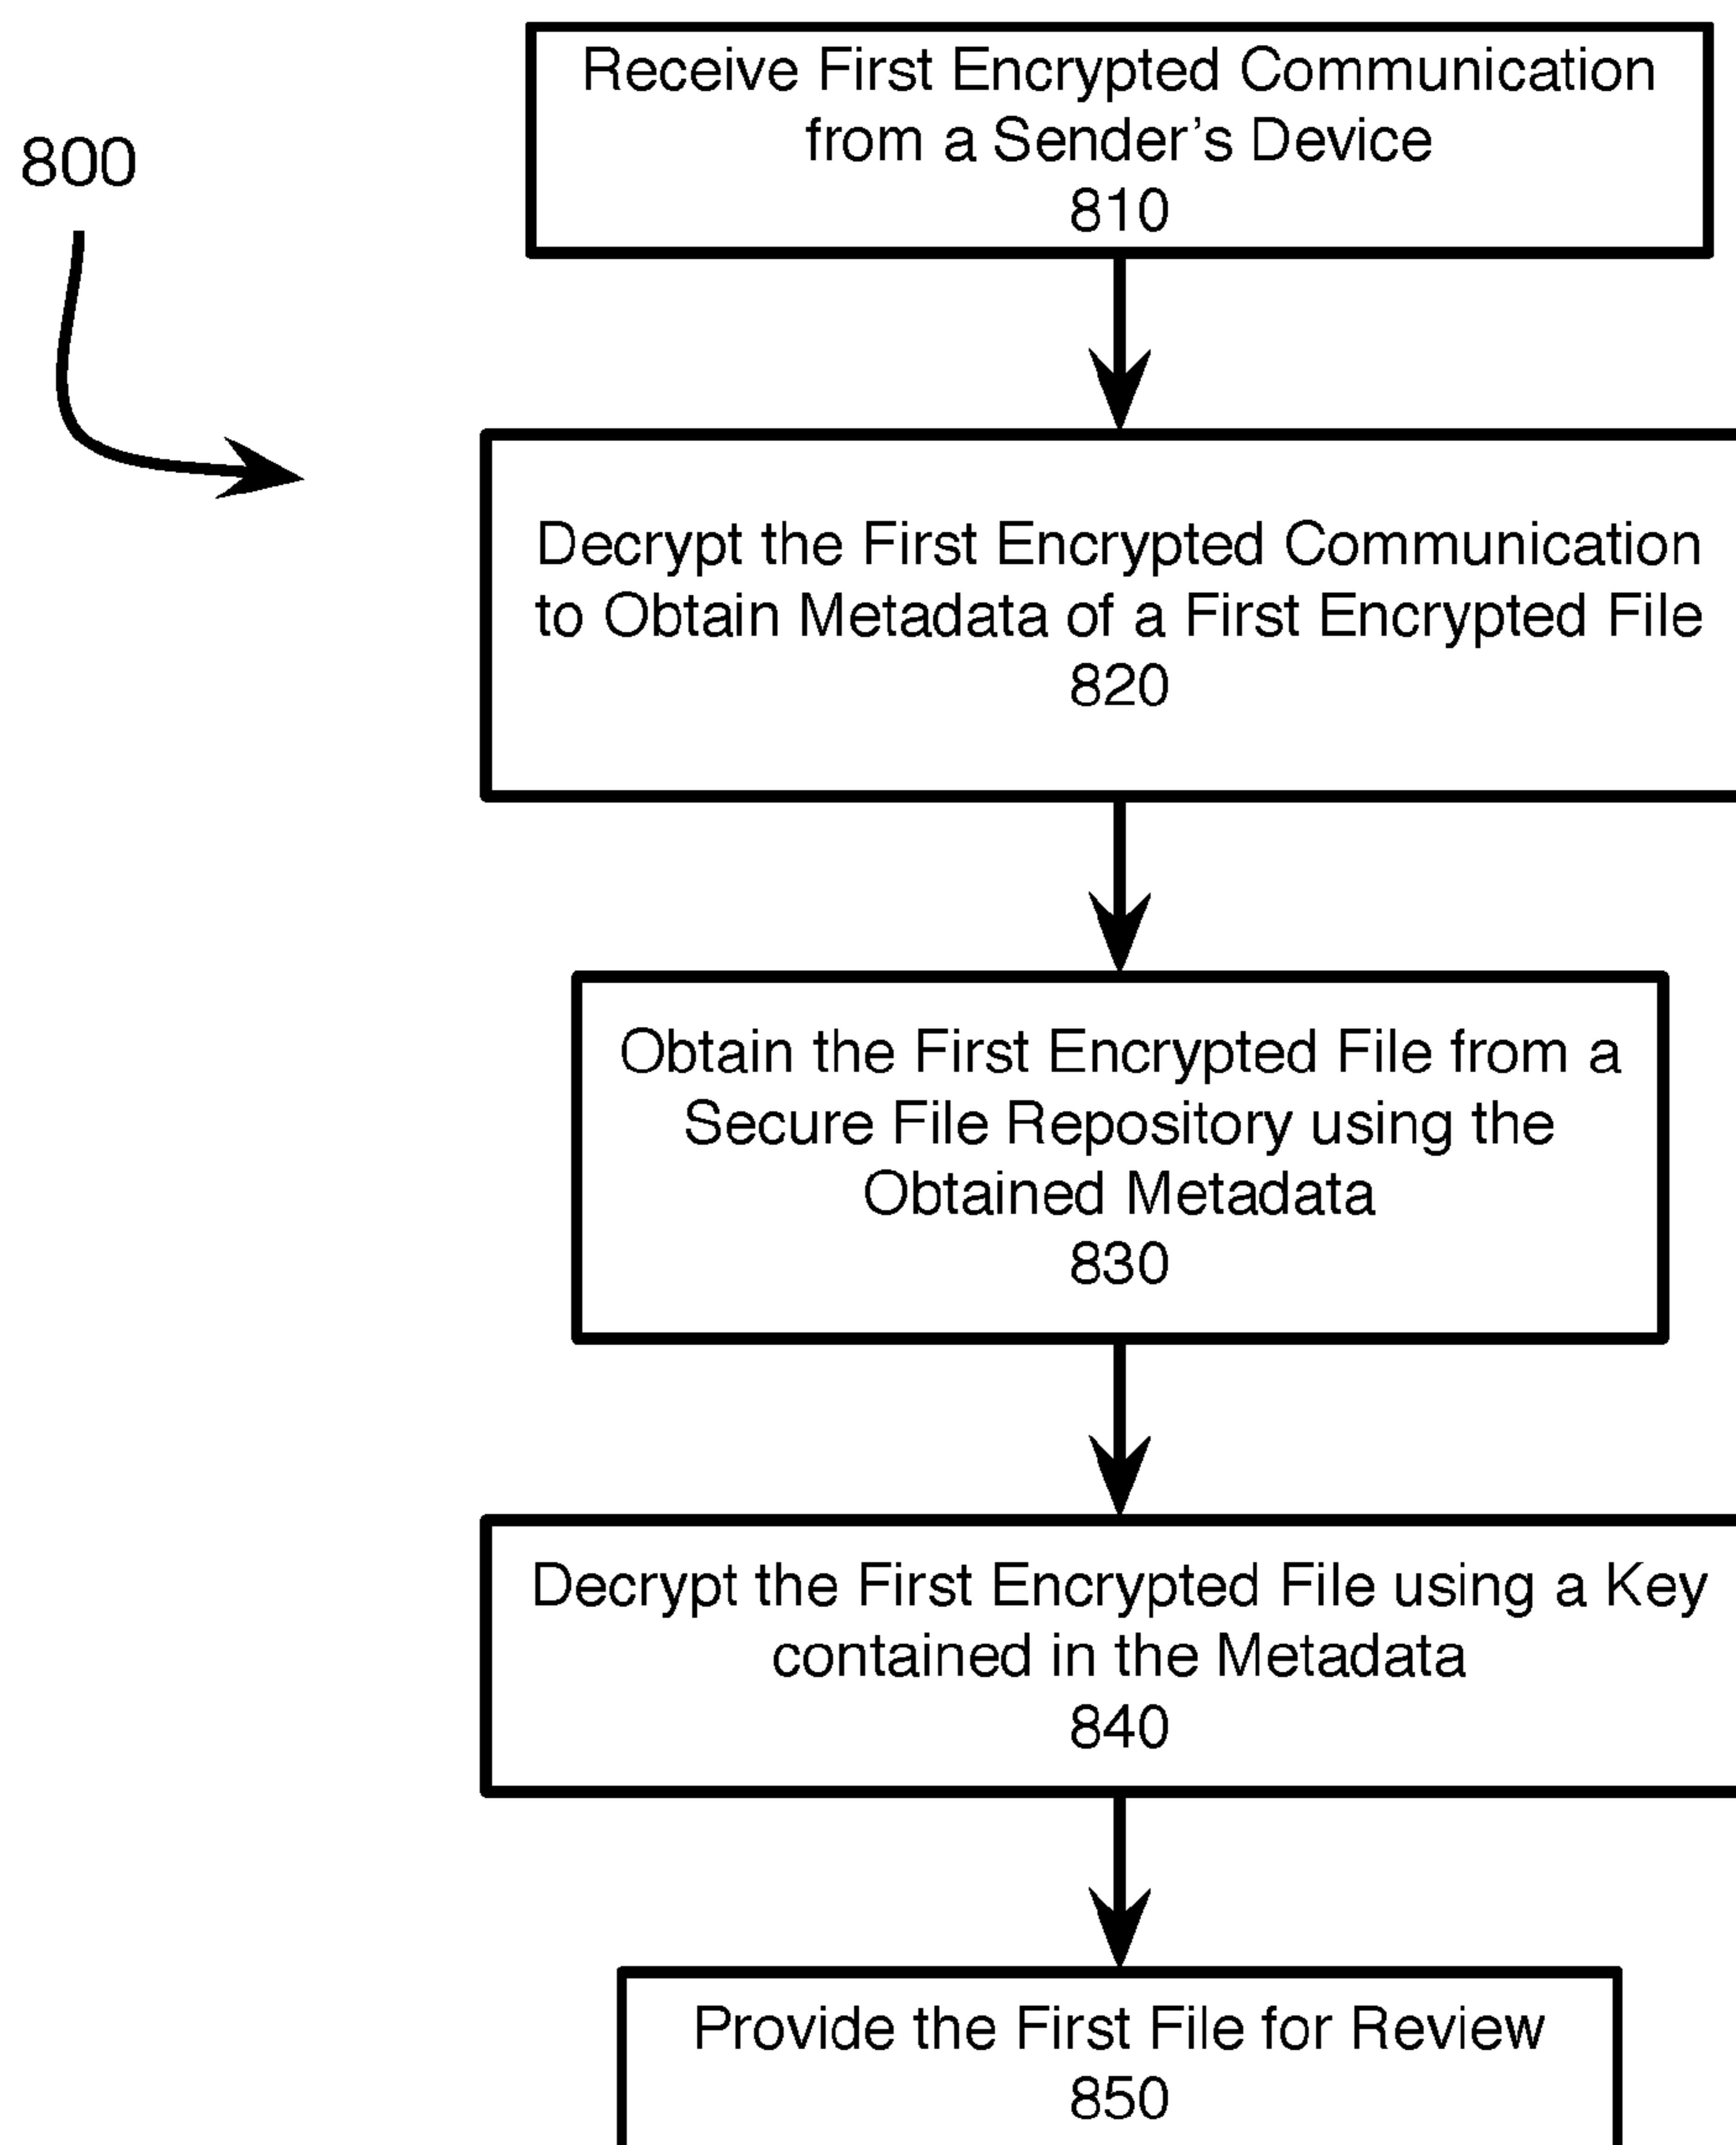 Receive First Encrypted Communication
from a Sender's Device
810
800
Decrypt the First Encrypted Communication
to Obtain Metadata of a First Encrypted File
820
Obtain the First Encrypted File from a
Secure File Repository using the
Obtained Metadata
830
Decrypt the First Encrypted File using a Key
contained in the Metadata
840
Provide the First File for Review
850